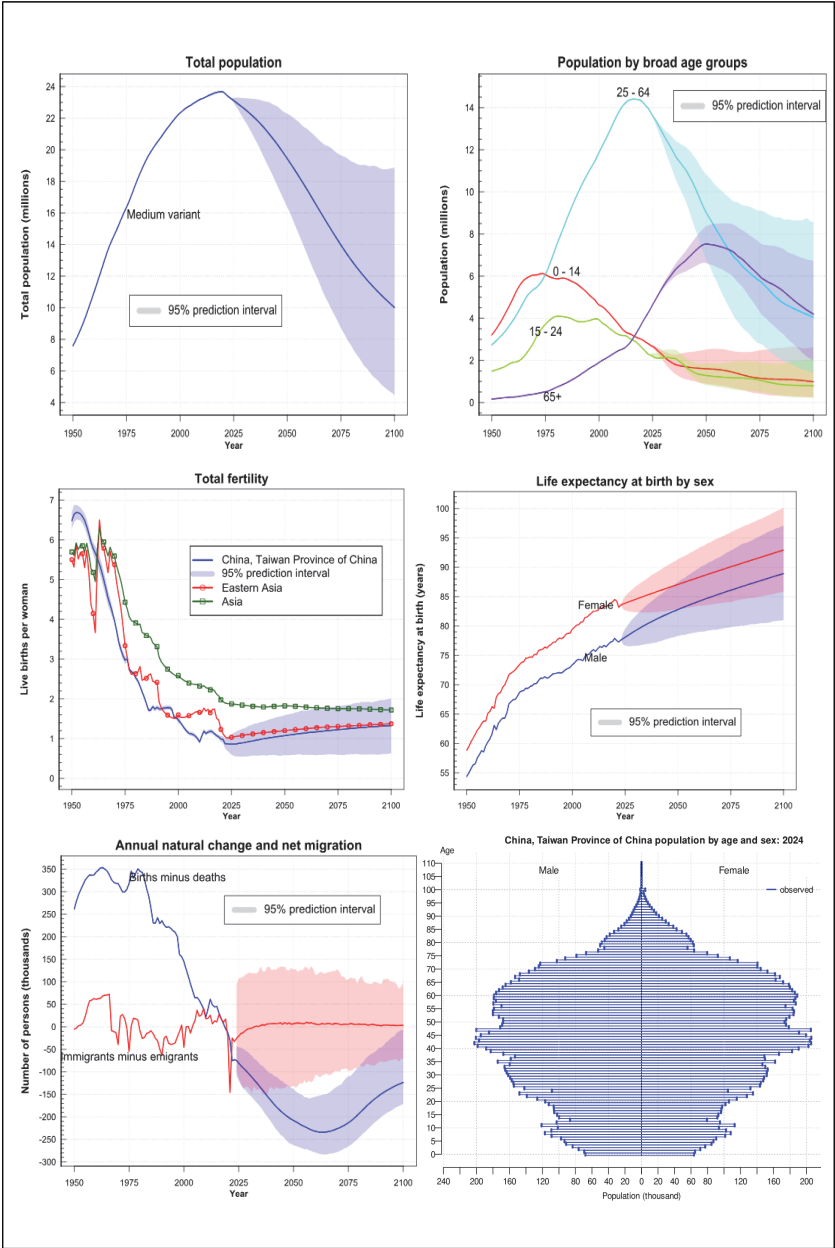 Total population
24
22
20
18
16
14
12
10
8
6
4
Total population (millions)
Medium variant
95% prediction interval
1950 1975 2000 2025 2050 2075 2100
Year
Population by broad age groups
14
12
10
8
6
4
2
0
Population (millions)
25 - 64
95% prediction interval
0 - 14
15 - 24
65+
1950 1975 2000 2025 2050 2075 2100
Year
Total fertility
7
6
5
4
3
2
1
0
Live births per woman
China, Taiwan Province of China
95% prediction interval
Eastern Asia
Asia
1950 1975 2000 2025 2050 2075 2100
Year
Life expectancy at birth by sex
100
95
90
85
80
75
70
65
60
55
Life expectancy at birth (years)
Female
Male
95% prediction interval
1950 1975 2000 2025 2050 2075 2100
Year
Annual natural change and net migration
350
300
250
200
150
100
50
0
-50
-100
-150
-200
-250
-300
Number of persons (thousands)
Births minus deaths
95% prediction interval
Immigrants minus emigrants
1950 1975 2000 2025 2050 2075 2100
Year
China, Taiwan Province of China population by age and sex: 2024
Age
Male Female
observed
110
105
100
95
90
85
80
75
70
65
60
55
50
45
40
35
30
25
20
15
10
5
0
240 200 160 120 80 60 40 20 0 20 40 60 80 120 160 200
Population (thousand)